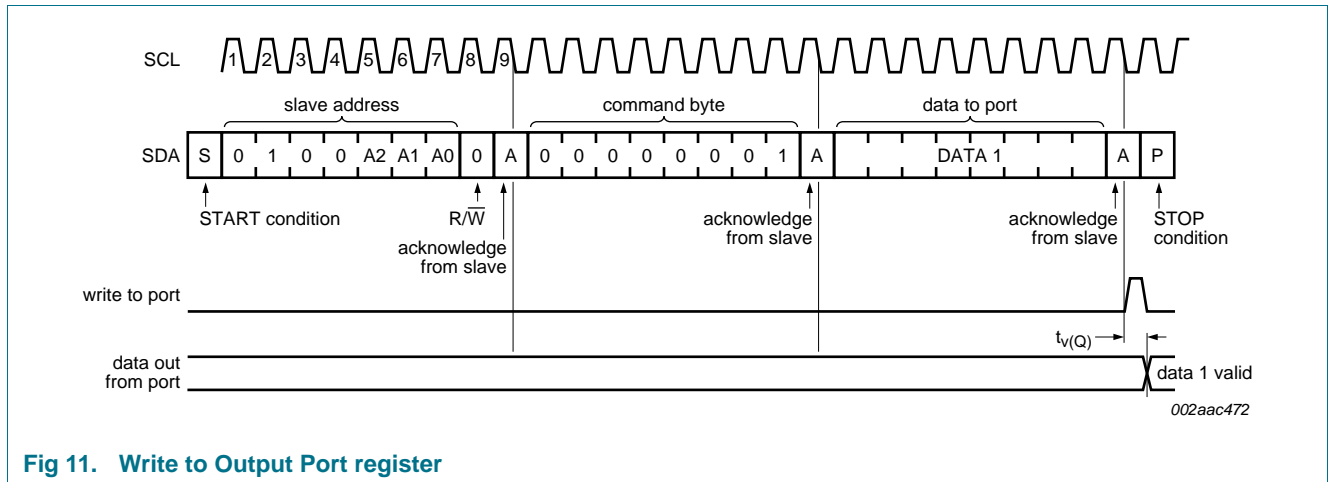 SCL 1 2 3 4 5 6 7 8 9
slave address command byte data to port
SDA S 0 1 0 0 A2 A1 A0 0 A 0 0 0 0 0 0 0 1 A DATA 1 A P
START condition R/W̅ acknowledge from slave acknowledge from slave acknowledge from slave STOP condition
write to port
tv(Q)
data out from port
data 1 valid
002aac472
Fig 11. Write to Output Port register